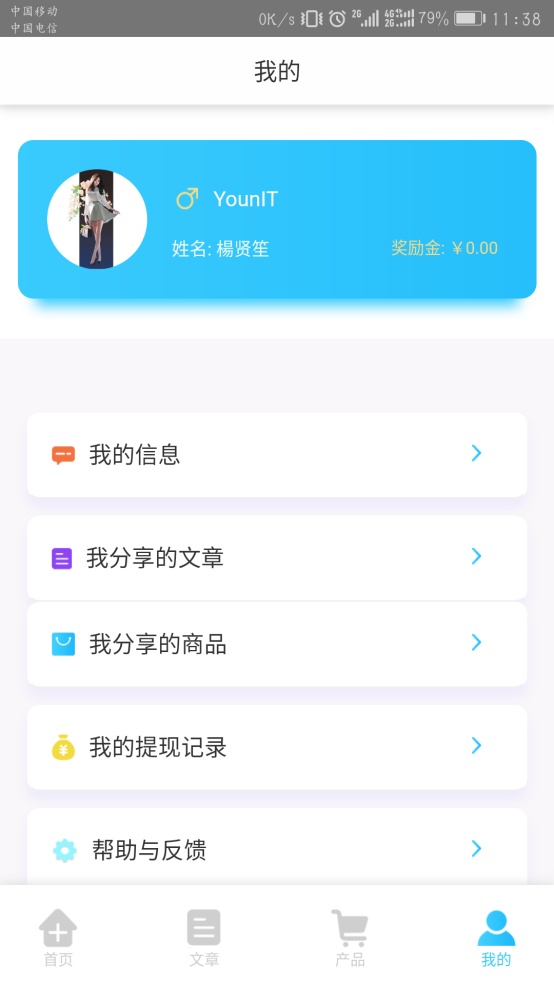 中国移动
中国电信
0K/s 2G 4G 2G 79% 11:38
我的
YounIT
姓名: 楊贤笙
奖励金: ￥0.00
我的信息
我分享的文章
我分享的商品
我的提现记录
帮助与反馈
首页
文章
产品
我的